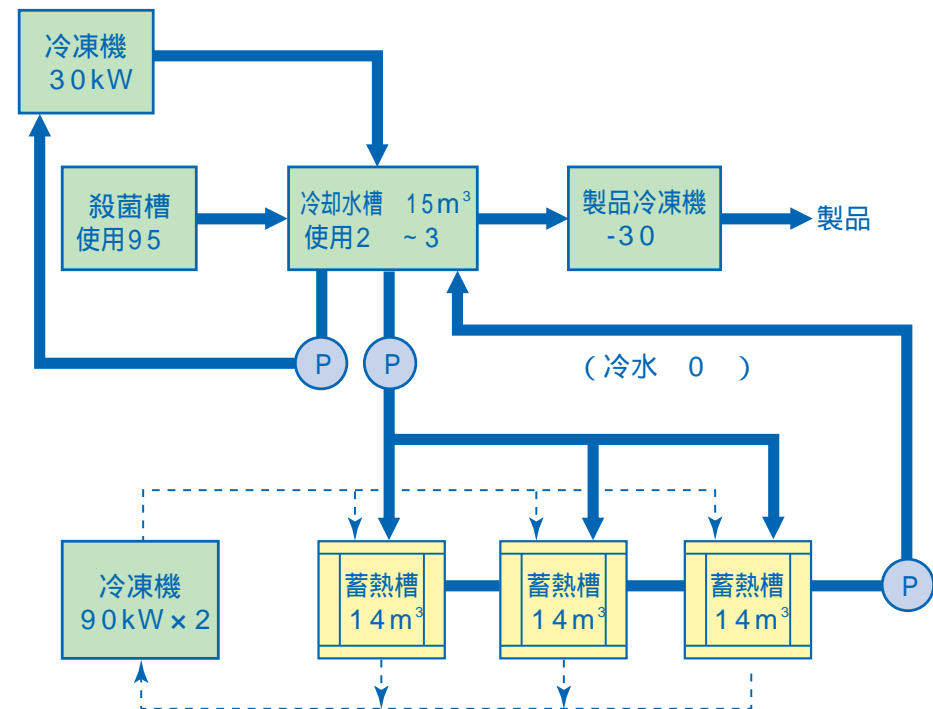 冷凍機
30kW
殺菌槽
使用95
冷却水槽　15m³
使用2　~3
製品冷凍機
-30
製品
P
P
（冷水　0　）
冷凍機
90kW×2
蓄熱槽
14m³
蓄熱槽
14m³
蓄熱槽
14m³
P